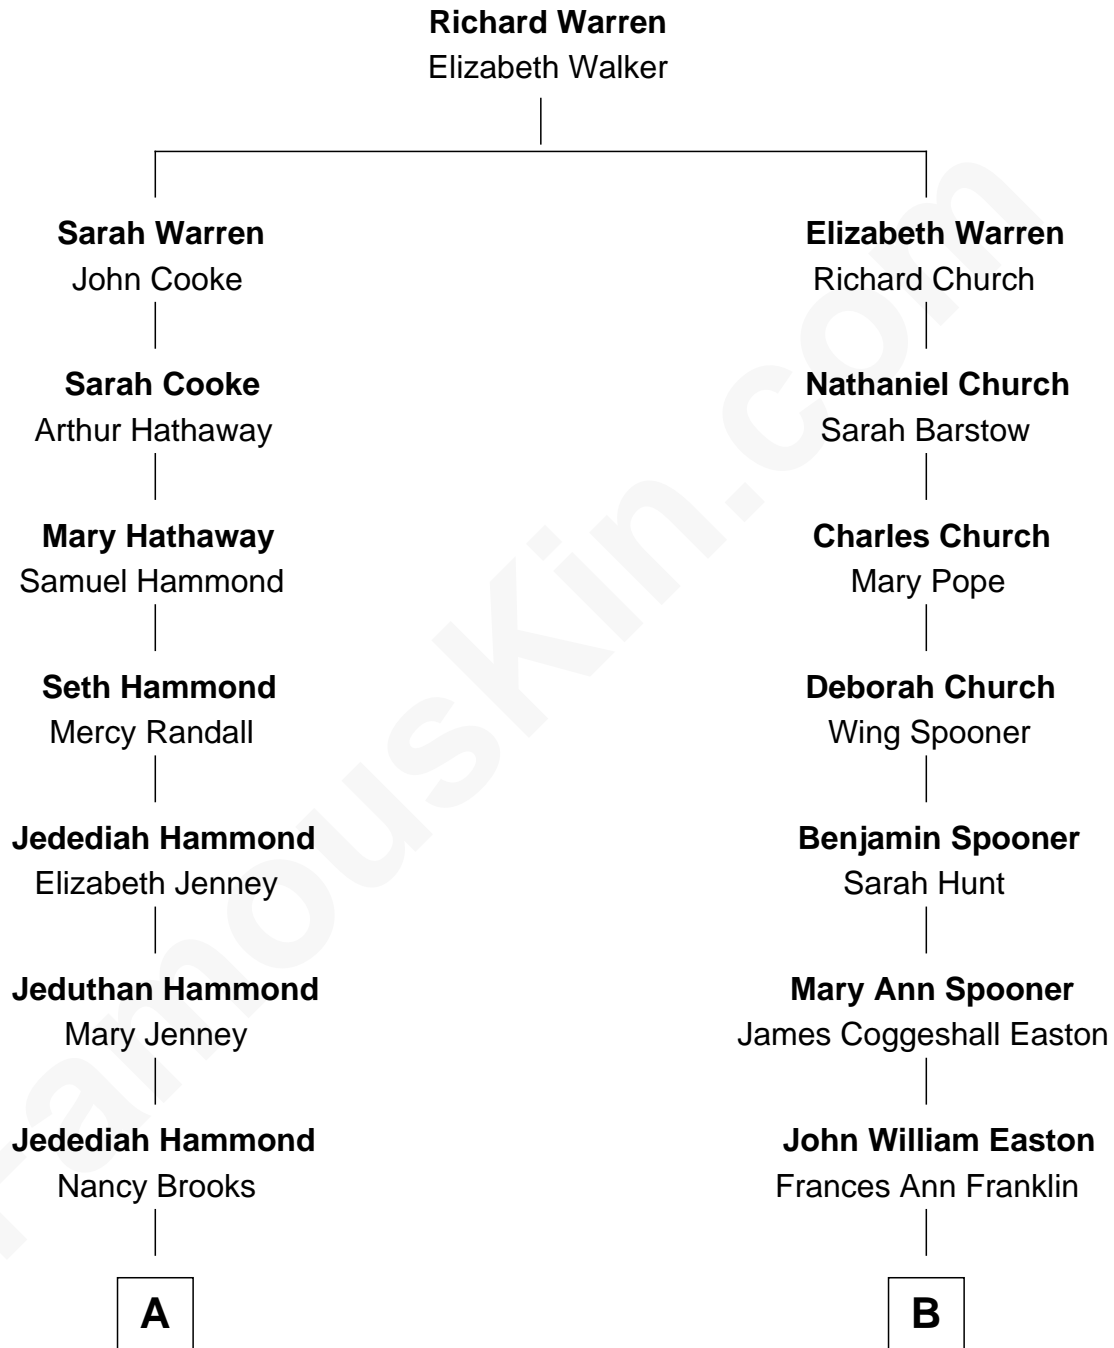 Richard Warren
Elizabeth Walker
Sarah Warren
John Cooke
Elizabeth Warren
Richard Church
Sarah Cooke
Arthur Hathaway
Nathaniel Church
Sarah Barstow
Mary Hathaway
Samuel Hammond
Charles Church
Mary Pope
Seth Hammond
Mercy Randall
Deborah Church
Wing Spooner
Jedediah Hammond
Elizabeth Jenney
Benjamin Spooner
Sarah Hunt
Jeduthan Hammond
Mary Jenney
Mary Ann Spooner
James Coggeshall Easton
Jedediah Hammond
Nancy Brooks
John William Easton
Frances Ann Franklin
A
B
FamousKin.com